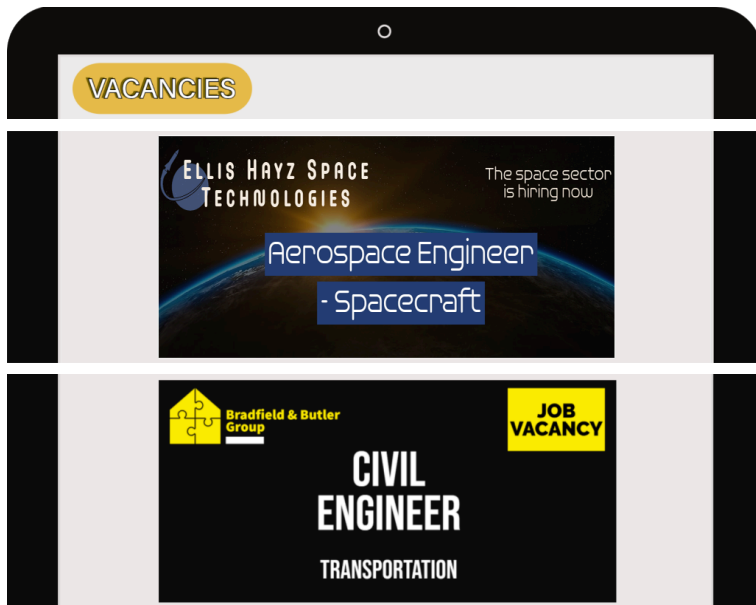 VACANCIES
Ellis Hayz Space
Technologies
The space sector
is hiring now
Aerospace Engineer
- Spacecraft
Bradfield & Butler
Group
JOB
VACANCY
CIVIL
ENGINEER
TRANSPORTATION